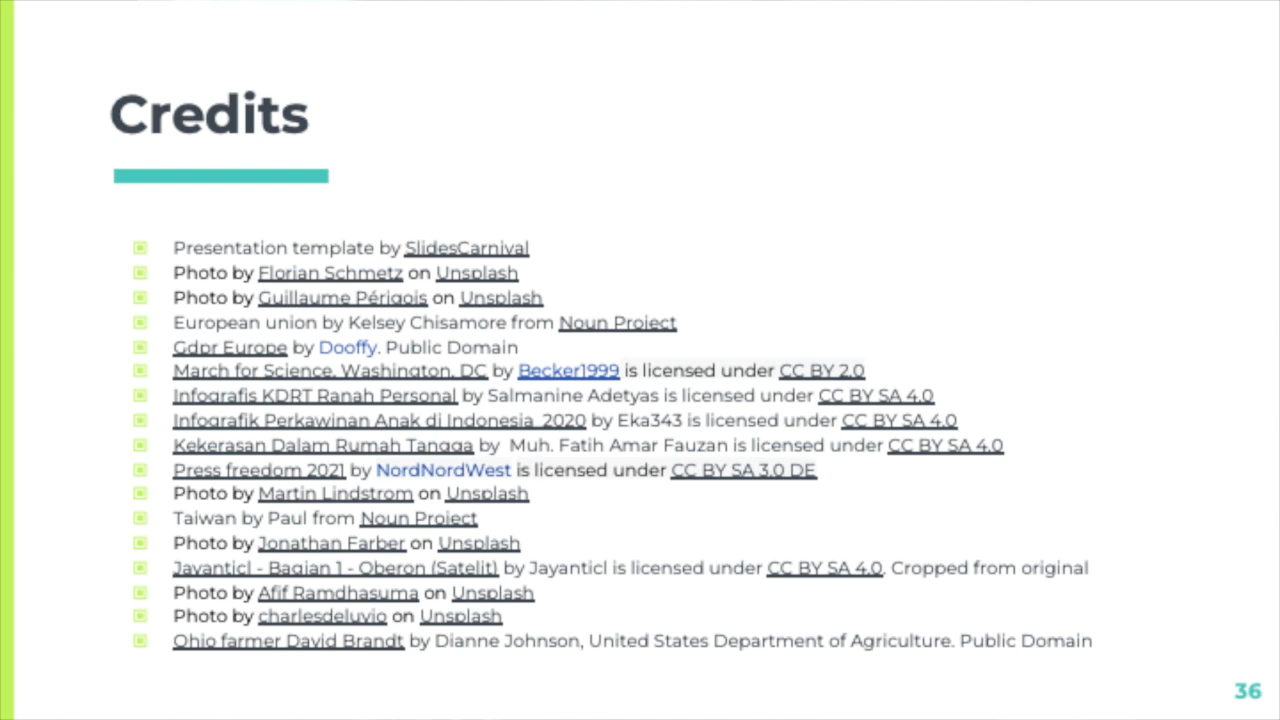 Credits
Presentation template by SlidesCarnival
Photo by Florian Schmetz on Unsplash
Photo by Guillaume Périgois on Unsplash
European union by Kelsey Chisamore from Noun Project
Gdpr Europe by Dooffy. Public Domain
March for Science, Washington, DC by Becker1999 is licensed under CC BY 2.0
Infografis KDRT Ranah Personal by Salmanine Adetyas is licensed under CC BY SA 4.0
Infografik Perkawinan Anak di Indonesia 2020 by Eka343 is licensed under CC BY SA 4.0
Kekerasan Dalam Rumah Tangga by Muh. Fatih Amar Fauzan is licensed under CC BY SA 4.0
Press freedom 2021 by NordNordWest is licensed under CC BY SA 3.0 DE
Photo by Martin Lindstrom on Unsplash
Taiwan by Paul from Noun Project
Photo by Jonathan Farber on Unsplash
Jayanticl - Bagian 1 - Oberon (Satelit) by Jayanticl is licensed under CC BY SA 4.0. Cropped from original
Photo by Afif Ramdhasuma on Unsplash
Photo by charlesdeluvio on Unsplash
Ohio farmer David Brandt by Dianne Johnson, United States Department of Agriculture. Public Domain
36